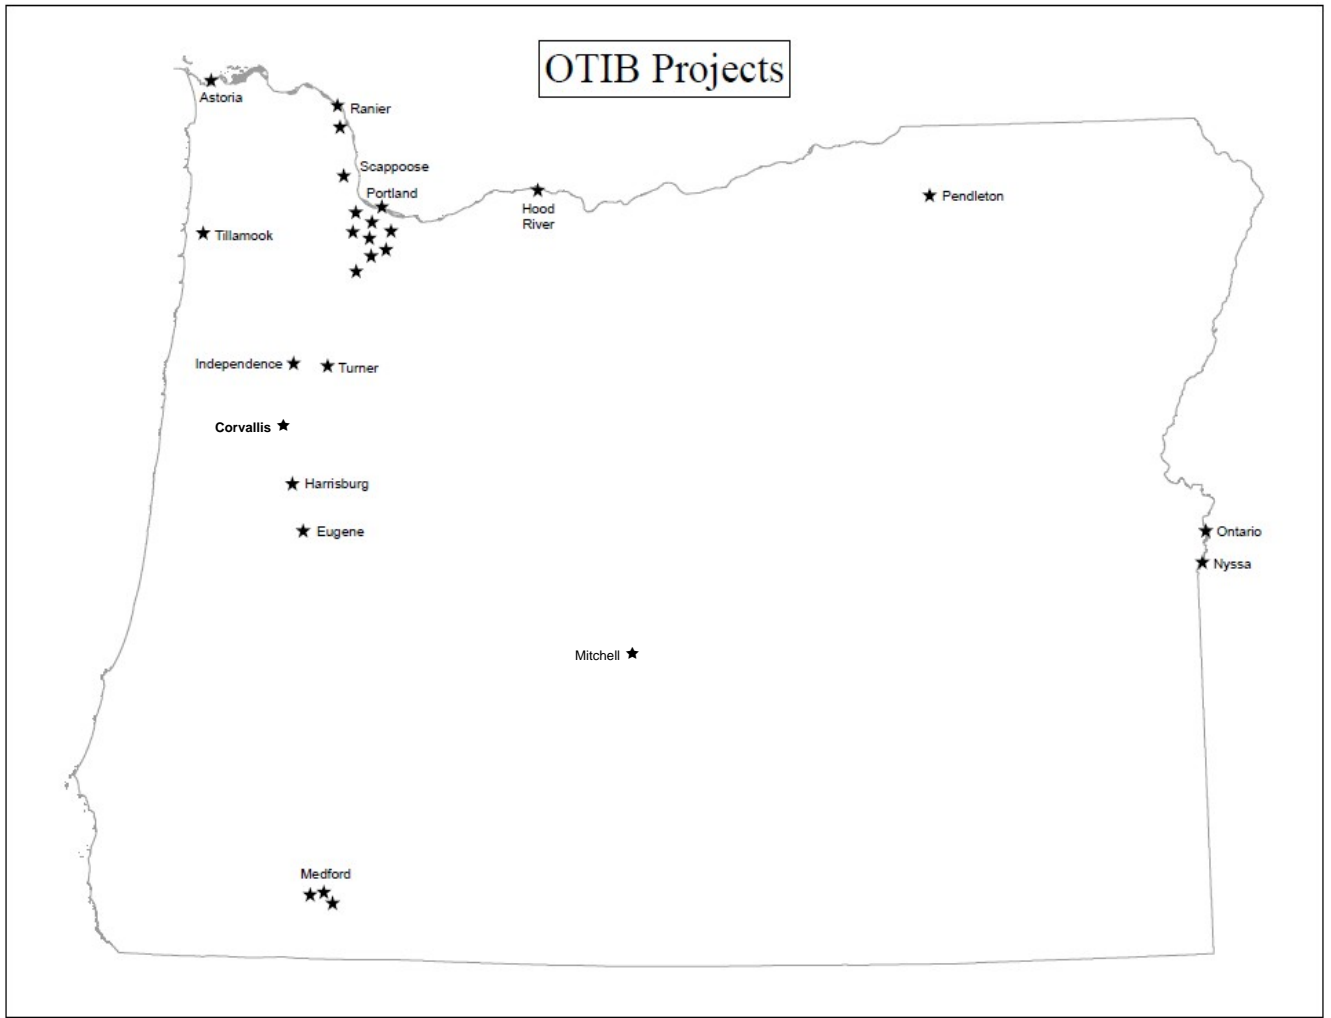 OTIB Projects
Astoria
Ranier
Scappoose
Portland
Hood
River
Pendleton
Tillamook
Independence
Turner
Corvallis
Harrisburg
Eugene
Ontario
Nyssa
Mitchell
Medford